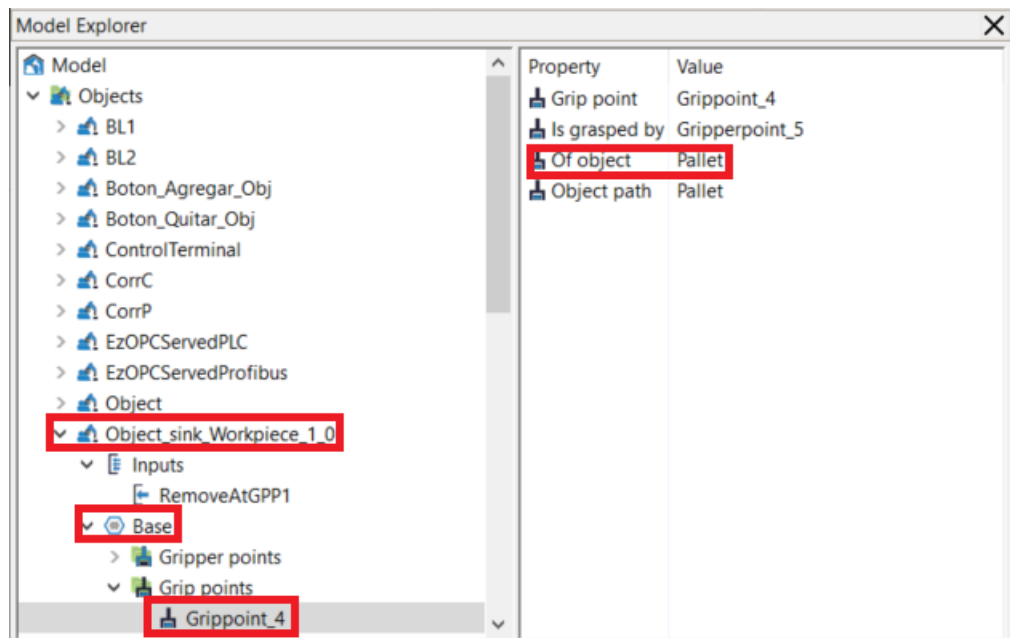 Model Explorer
Model
Objects
BL1
BL2
Boton_Agregar_Obj
Boton_Quitar_Obj
ControlTerminal
CorrC
CorrP
EzOPCServedPLC
EzOPCServedProfibus
Object
Object_sink_Workpiece_1_0
Inputs
RemoveAtGPP1
Base
Gripper points
Grip points
Grippoint_4
Property Value
Grip point Grippoint_4
Is grasped by Gripperpoint_5
Of object Pallet
Object path Pallet